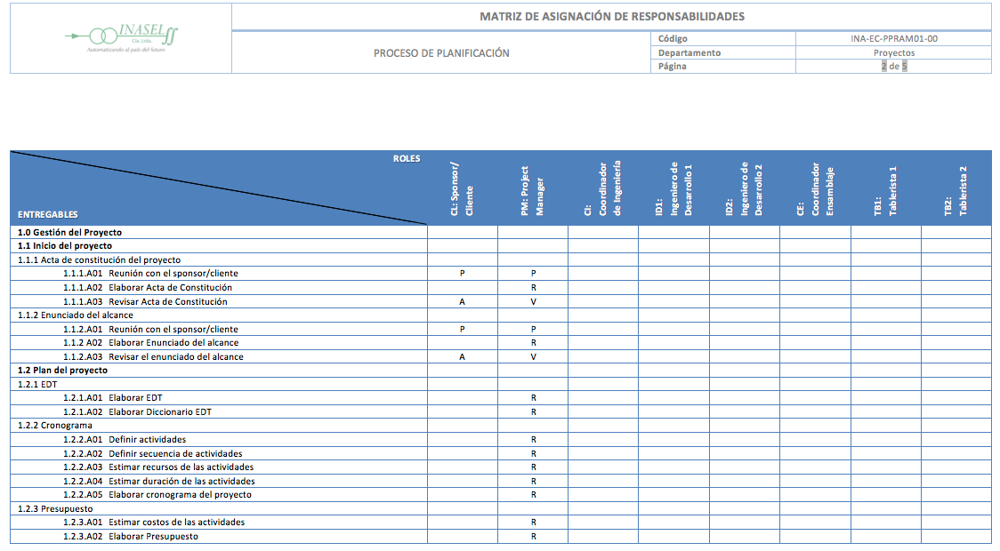 INASEL
Cía. Ltda.
Automatizando al país del futuro
MATRIZ DE ASIGNACIÓN DE RESPONSABILIDADES
PROCESO DE PLANIFICACIÓN
Código INA-EC-PPRAM01-00
Departamento Proyectos
Página 2 de 5
ROLES
ENTREGABLES
CL: Sponsor/
Cliente
PM: Project
Manager
CI:
Coordinador
de Ingeniería
ID1:
Ingeniero de
Desarrollo 1
ID2:
Ingeniero de
Desarrollo 2
CE:
Coordinador
Ensamblaje
TB1:
Tablerista 1
TB2:
Tablerista 2
1.0 Gestión del Proyecto
1.1 Inicio del proyecto
1.1.1 Acta de constitución del proyecto
1.1.1.A01 Reunión con el sponsor/cliente P P
1.1.1.A02 Elaborar Acta de Constitución R
1.1.1.A03 Revisar Acta de Constitución A V
1.1.2 Enunciado del alcance
1.1.2.A01 Reunión con el sponsor/cliente P P
1.1.2 A02 Elaborar Enunciado del alcance R
1.1.2.A03 Revisar el enunciado del alcance A V
1.2 Plan del proyecto
1.2.1 EDT
1.2.1.A01 Elaborar EDT R
1.2.1.A02 Elaborar Diccionario EDT R
1.2.2 Cronograma
1.2.2.A01 Definir actividades R
1.2.2.A02 Definir secuencia de actividades R
1.2.2.A03 Estimar recursos de las actividades R
1.2.2.A04 Estimar duración de las actividades R
1.2.2.A05 Elaborar cronograma del proyecto R
1.2.3 Presupuesto
1.2.3.A01 Estimar costos de las actividades R
1.2.3.A02 Elaborar Presupuesto R